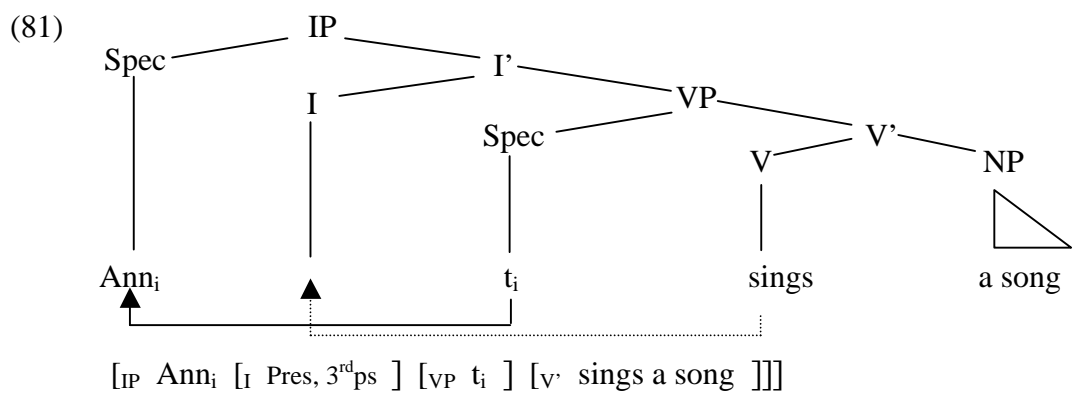 (81) IP
Spec I’
I VP
Spec V’
V NP
Annᵢ tᵢ sings a song
[IP Annᵢ [I Pres, 3rdps ] [VP tᵢ ] [V’ sings a song ]]]